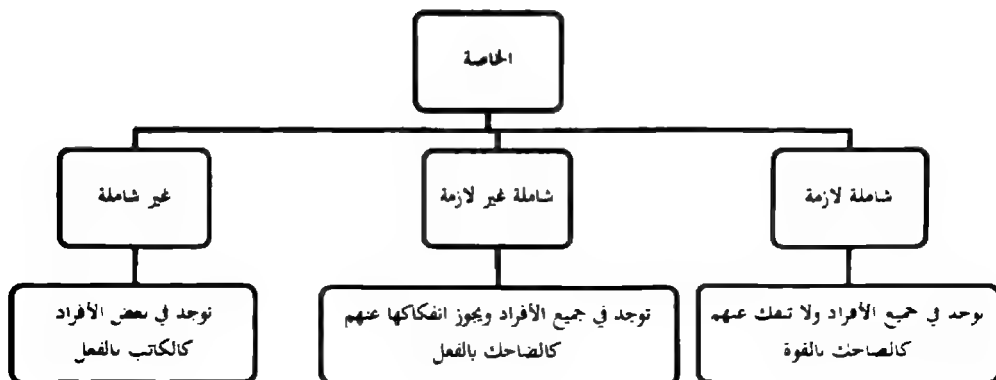 الخاصة
شاملة لازمة
شاملة غير لازمة
غير شاملة
توجد في جميع الأفراد ولا تنفك عنهم
كالضاحك بالقوة
توجد في جميع الأفراد ويجوز انفكاكها عنهم
كالضاحك بالفعل
توجد في بعض الأفراد
كالكاتب بالفعل